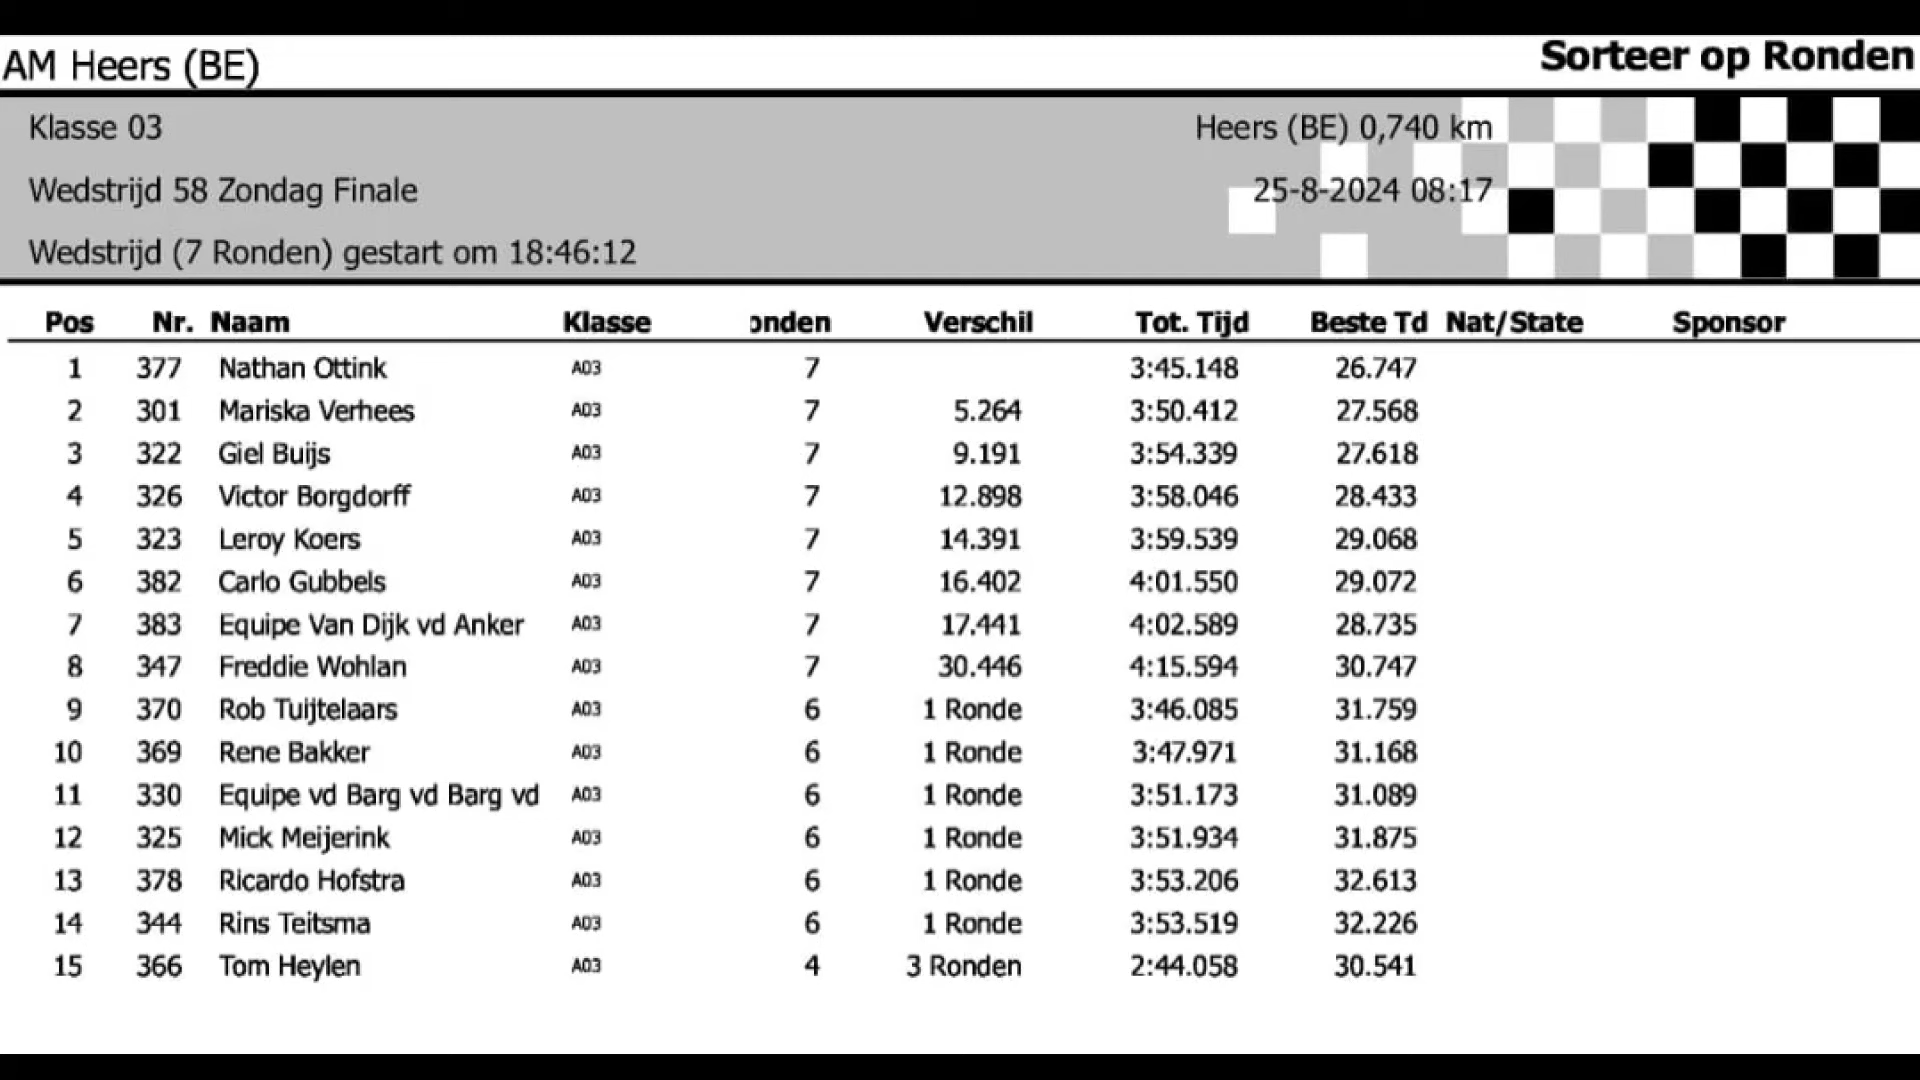 AM Heers (BE)
Sorteer op Ronden
Klasse 03
Heers (BE) 0,740 km
Wedstrijd 58 Zondag Finale
25-8-2024 08:17
Wedstrijd (7 Ronden) gestart om 18:46:12
Pos Nr. Naam Klasse onden Verschil Tot. Tijd Beste Td Nat/State Sponsor
1 377 Nathan Ottink A03 7 3:45.148 26.747
2 301 Mariska Verhees A03 7 5.264 3:50.412 27.568
3 322 Giel Buijs A03 7 9.191 3:54.339 27.618
4 326 Victor Borgdorff A03 7 12.898 3:58.046 28.433
5 323 Leroy Koers A03 7 14.391 3:59.539 29.068
6 382 Carlo Gubbels A03 7 16.402 4:01.550 29.072
7 383 Equipe Van Dijk vd Anker A03 7 17.441 4:02.589 28.735
8 347 Freddie Wohlan A03 7 30.446 4:15.594 30.747
9 370 Rob Tuijtelaars A03 6 1 Ronde 3:46.085 31.759
10 369 Rene Bakker A03 6 1 Ronde 3:47.971 31.168
11 330 Equipe vd Barg vd Barg vd A03 6 1 Ronde 3:51.173 31.089
12 325 Mick Meijerink A03 6 1 Ronde 3:51.934 31.875
13 378 Ricardo Hofstra A03 6 1 Ronde 3:53.206 32.613
14 344 Rins Teitsma A03 6 1 Ronde 3:53.519 32.226
15 366 Tom Heylen A03 4 3 Ronden 2:44.058 30.541